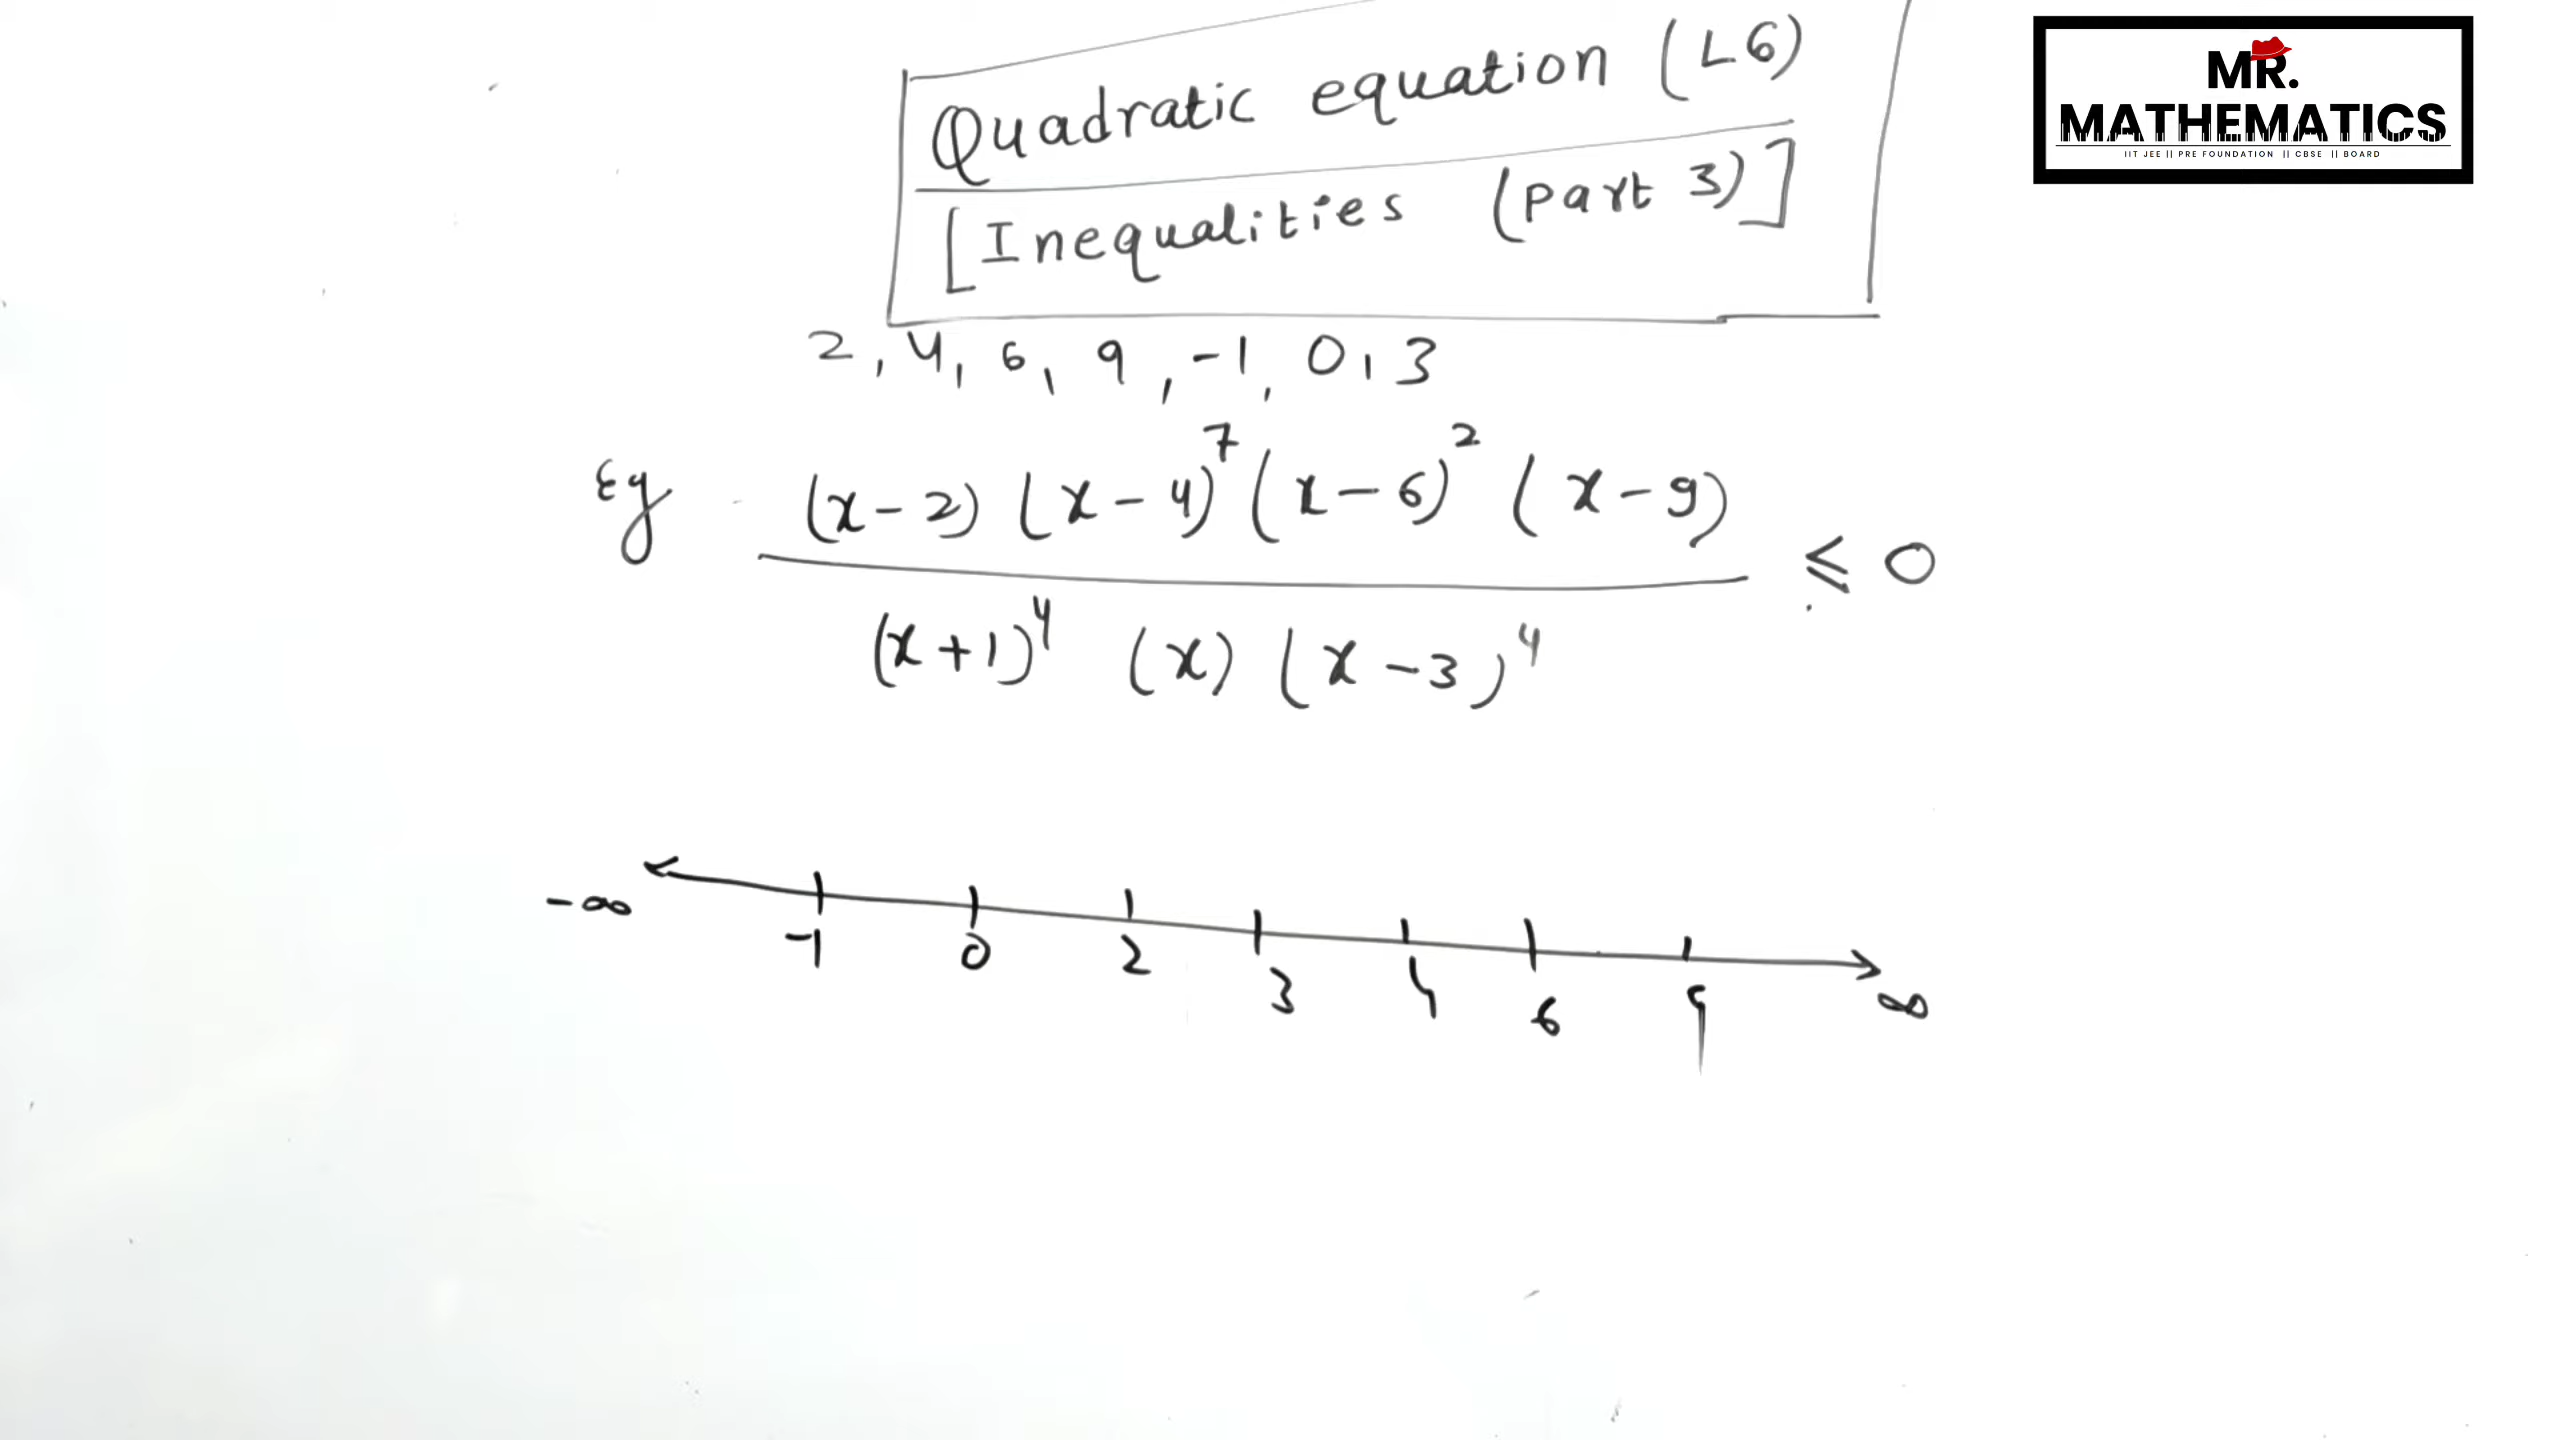 Quadratic equation (L6)
[Inequalities (part 3)]
MR.
MATHEMATICS
IIT JEE || PRE FOUNDATION || CBSE || BOARD
2, 4, 6, 9, -1, 0, 3
Eg (x-2) (x-4)^7 (x-6)^2 (x-9)
≤ 0
(x+1)^4 (x) (x-3)^4
-∞ -1 0 2 3 4 6 9 ∞